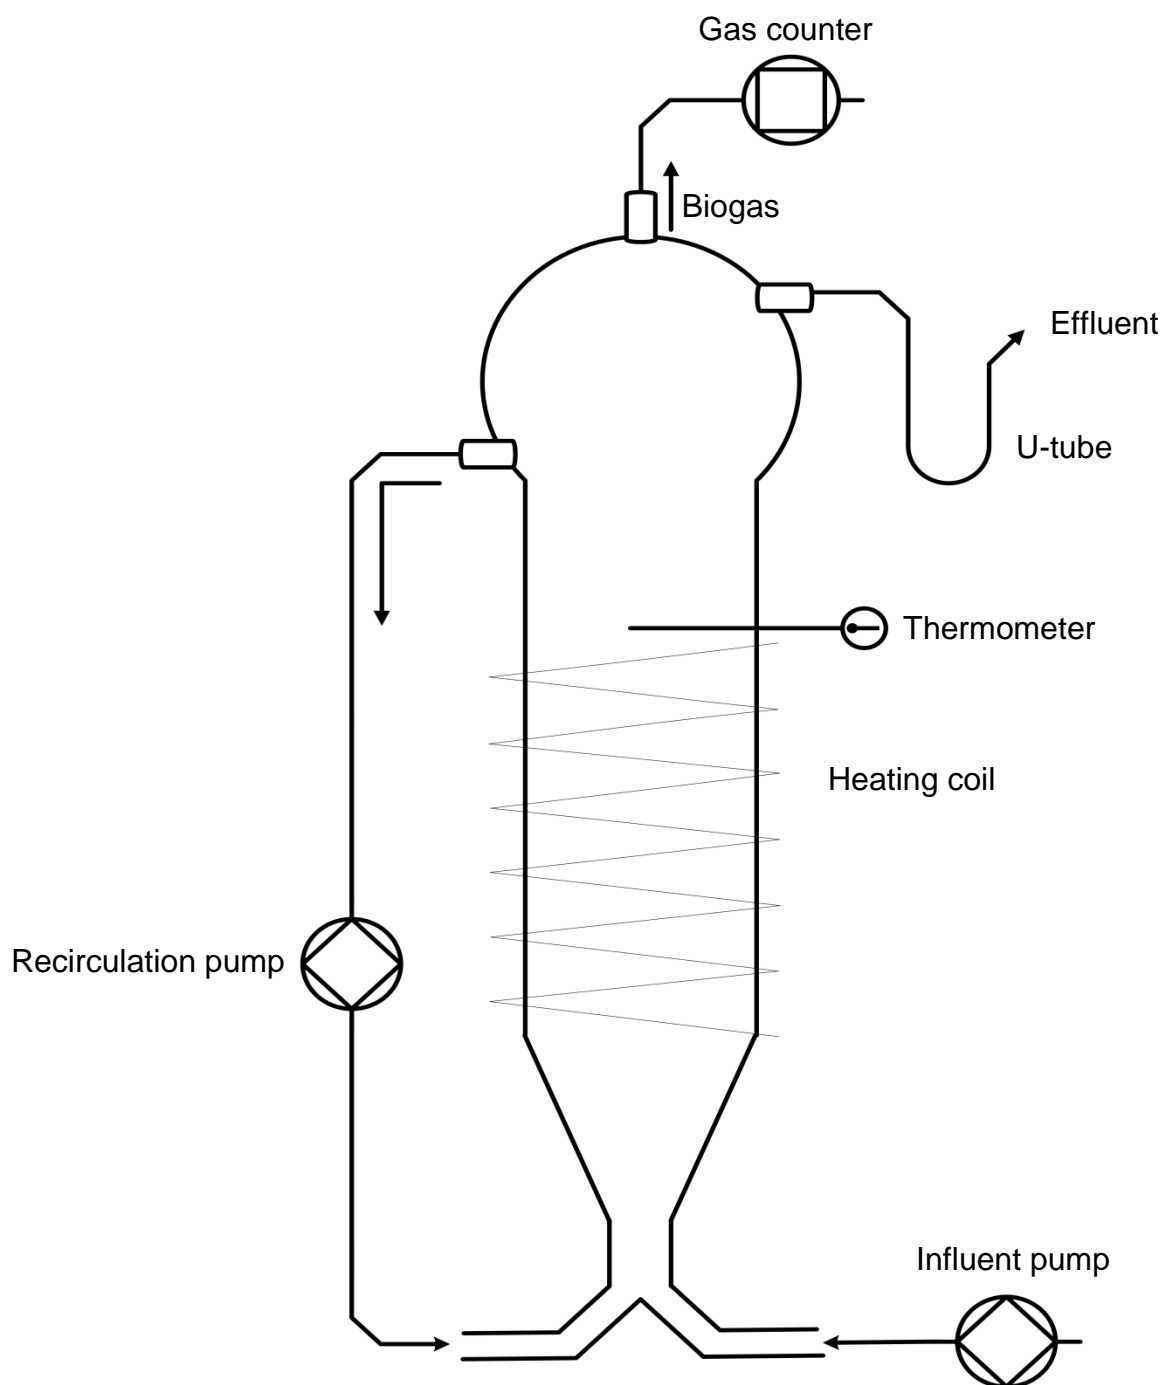 Gas counter
Biogas
Effluent
U-tube
Thermometer
Heating coil
Recirculation pump
Influent pump